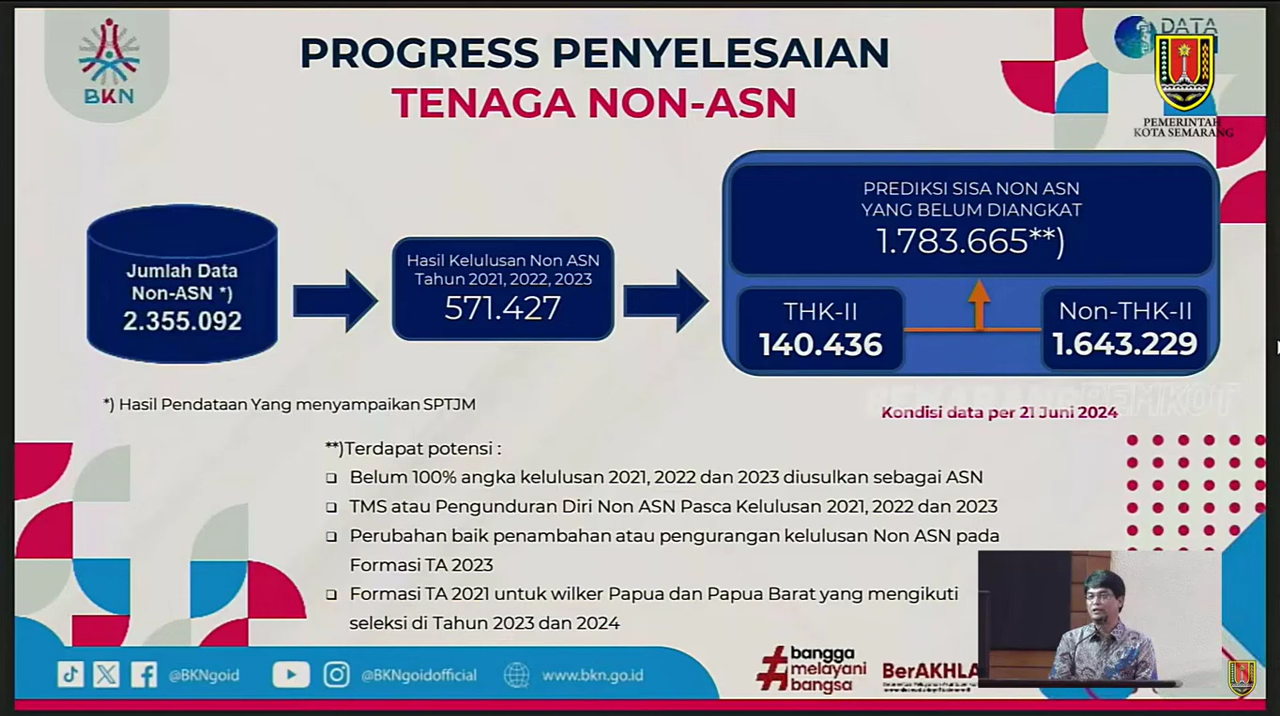 BKN
PROGRESS PENYELESAIAN
TENAGA NON-ASN
DATA
PEMERINTAH
KOTA SEMARANG
Jumlah Data
Non-ASN *)
2.355.092
Hasil Kelulusan Non ASN
Tahun 2021, 2022, 2023
571.427
PREDIKSI SISA NON ASN
YANG BELUM DIANGKAT
1.783.665**)
THK-II
140.436
Non-THK-II
1.643.229
*) Hasil Pendataan Yang menyampaikan SPTJM
PEMKOT
Kondisi data per 21 Juni 2024
**)Terdapat potensi :
Belum 100% angka kelulusan 2021, 2022 dan 2023 diusulkan sebagai ASN
TMS atau Pengunduran Diri Non ASN Pasca Kelulusan 2021, 2022 dan 2023
Perubahan baik penambahan atau pengurangan kelulusan Non ASN pada
Formasi TA 2023
Formasi TA 2021 untuk wilker Papua dan Papua Barat yang mengikuti
seleksi di Tahun 2023 dan 2024
@BKNgoid
@BKNgoidofficial
www.bkn.go.id
#bangga
melayani
bangsa
BerAKHLA